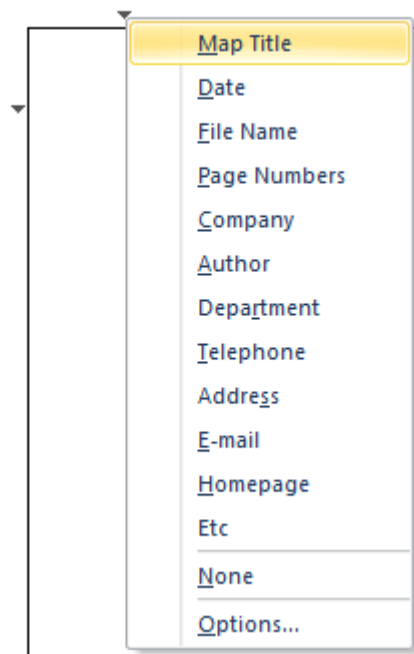 Map Title
Date
File Name
Page Numbers
Company
Author
Department
Telephone
Address
E-mail
Homepage
Etc
None
Options...